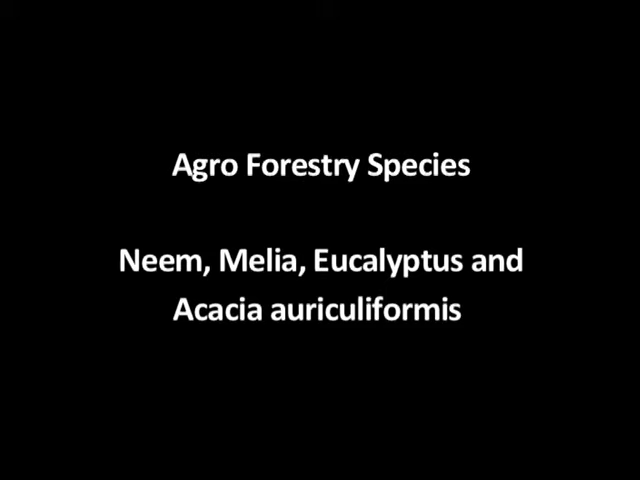 Agro Forestry Species
Neem, Melia, Eucalyptus and
Acacia auriculiformis